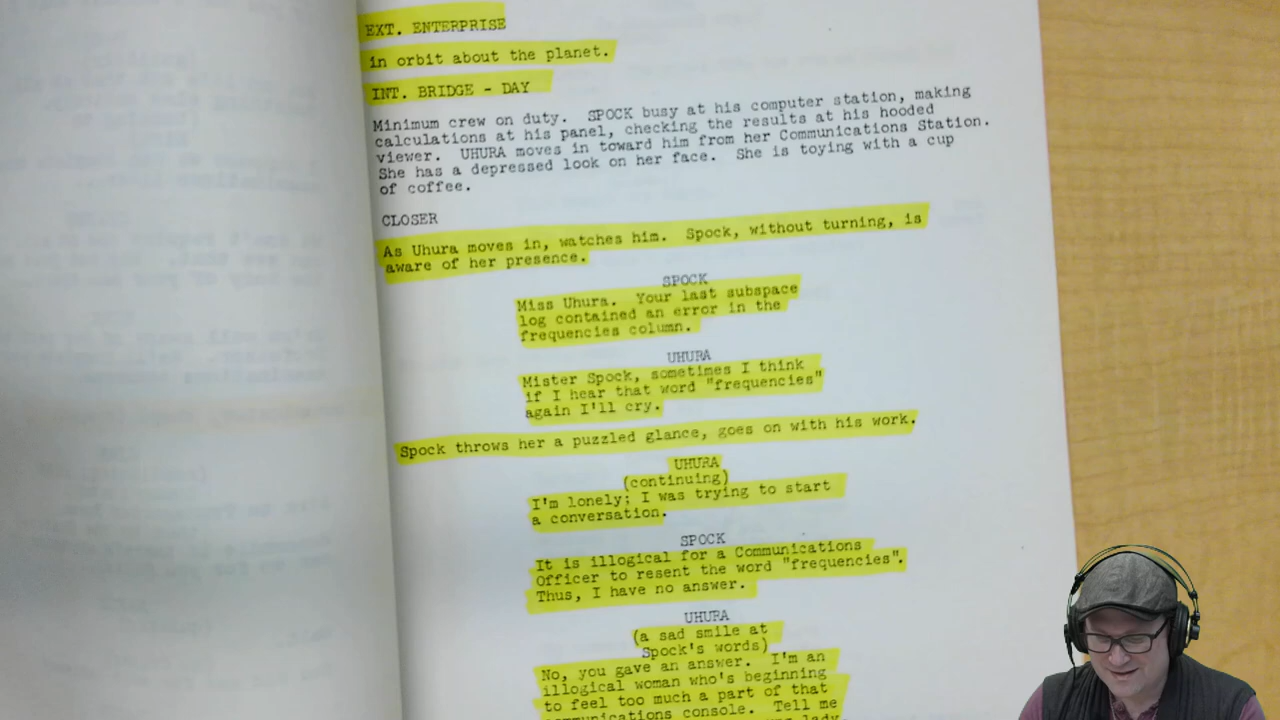 EXT. ENTERPRISE
in orbit about the planet.
INT. BRIDGE - DAY
Minimum crew on duty. SPOCK busy at his computer station, making
calculations at his panel, checking the results at his hooded
viewer. UHURA moves in toward him from her Communications Station.
She has a depressed look on her face. She is toying with a cup
of coffee.
CLOSER
As Uhura moves in, watches him. Spock, without turning, is
aware of her presence.
SPOCK
Miss Uhura. Your last subspace
log contained an error in the
frequencies column.
UHURA
Mister Spock, sometimes I think
if I hear that word "frequencies"
again I'll cry.
Spock throws her a puzzled glance, goes on with his work.
UHURA
(continuing)
I'm lonely; I was trying to start
a conversation.
SPOCK
It is illogical for a Communications
Officer to resent the word "frequencies".
Thus, I have no answer.
UHURA
(a sad smile at
Spock's words)
No, you gave an answer. I'm an
illogical woman who's beginning
to feel too much a part of that
communications console. Tell me